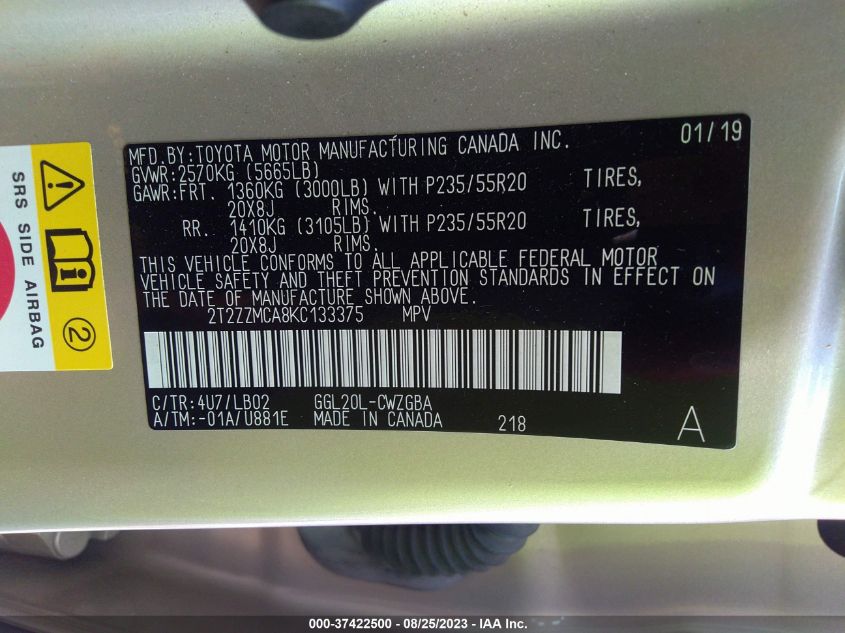 MFD.BY:TOYOTA MOTOR MANUFACTURING CANADA INC. 01/19
GVWR:2570KG (5665LB)
GAWR:FRT. 1360KG (3000LB) WITH P235/55R20 TIRES,
20X8J RIMS.
RR. 1410KG (3105LB) WITH P235/55R20 TIRES,
20X8J RIMS.
THIS VEHICLE CONFORMS TO ALL APPLICABLE FEDERAL MOTOR
VEHICLE SAFETY AND THEFT PREVENTION STANDARDS IN EFFECT ON
THE DATE OF MANUFACTURE SHOWN ABOVE.
2T2ZZMCA8KC133375 MPV
C/TR:4U7/LB02 GGL20L-CWZGBA
A/TM:-01A/U881E MADE IN CANADA 218 A
SRS SIDE AIRBAG
2
000-37422500 - 08/25/2023 - IAA Inc.